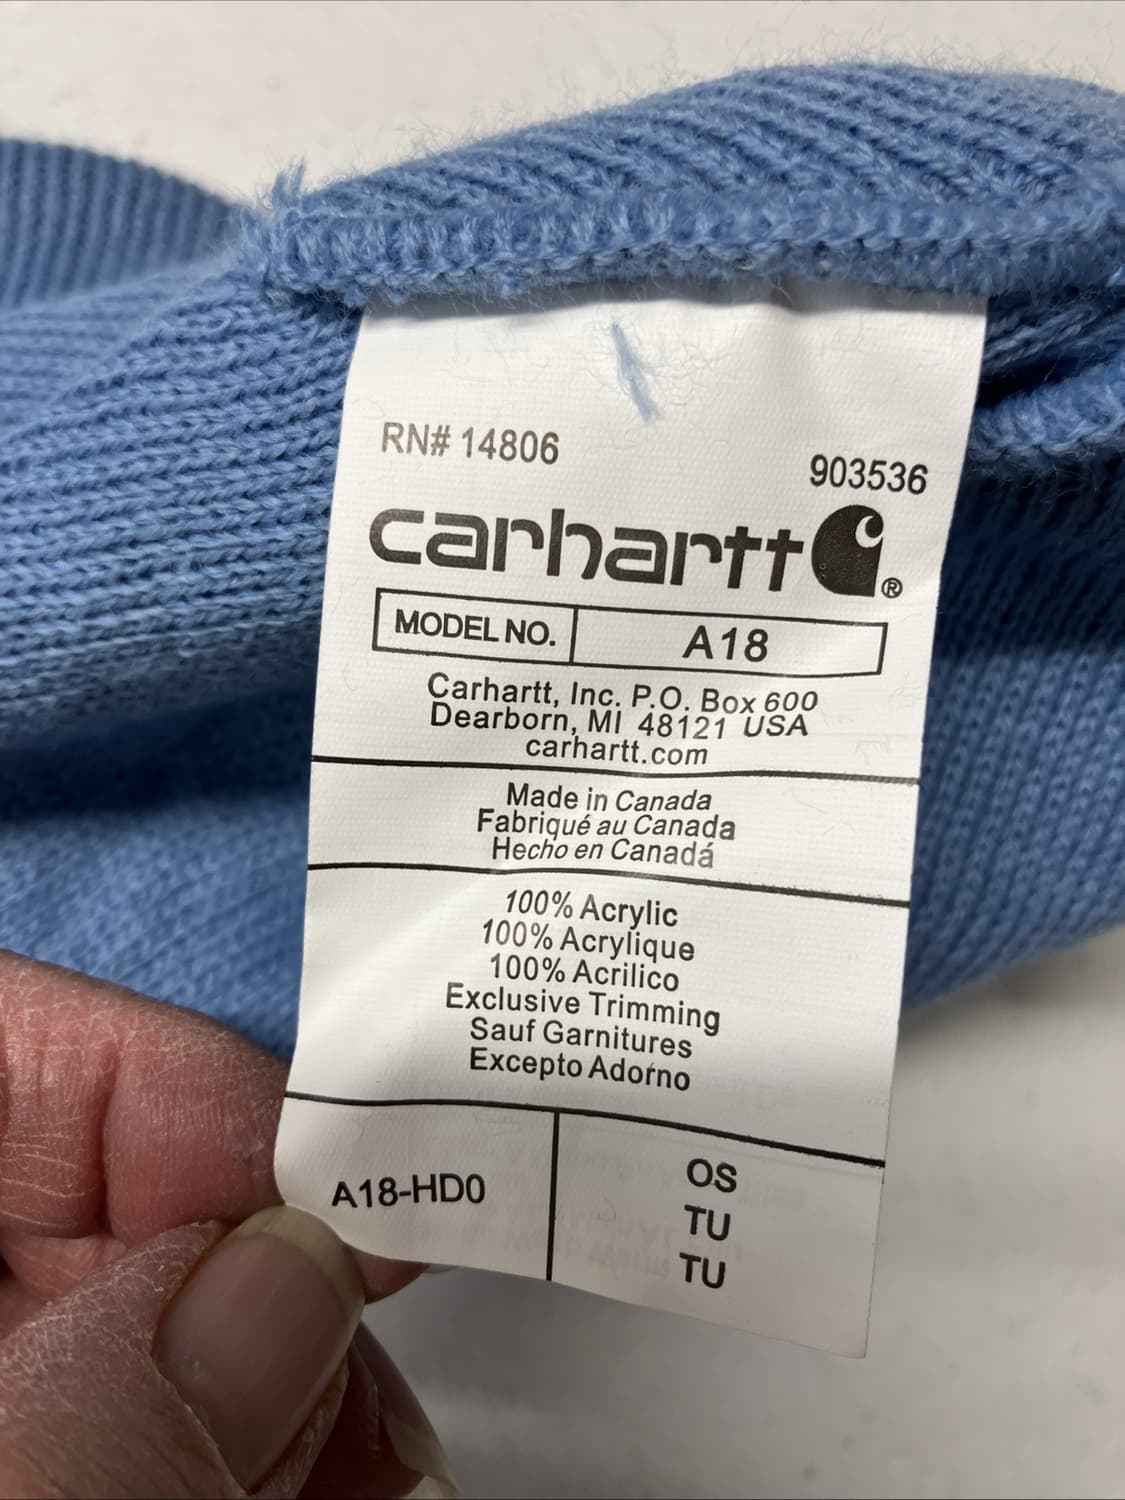 RN# 14806
903536
carhartt ®
MODEL NO. A18
Carhartt, Inc. P.O. Box 600
Dearborn, MI 48121 USA
carhartt.com
Made in Canada
Fabriqué au Canada
Hecho en Canadá
100% Acrylic
100% Acrylique
100% Acrilico
Exclusive Trimming
Sauf Garnitures
Excepto Adorno
A18-HD0
OS
TU
TU